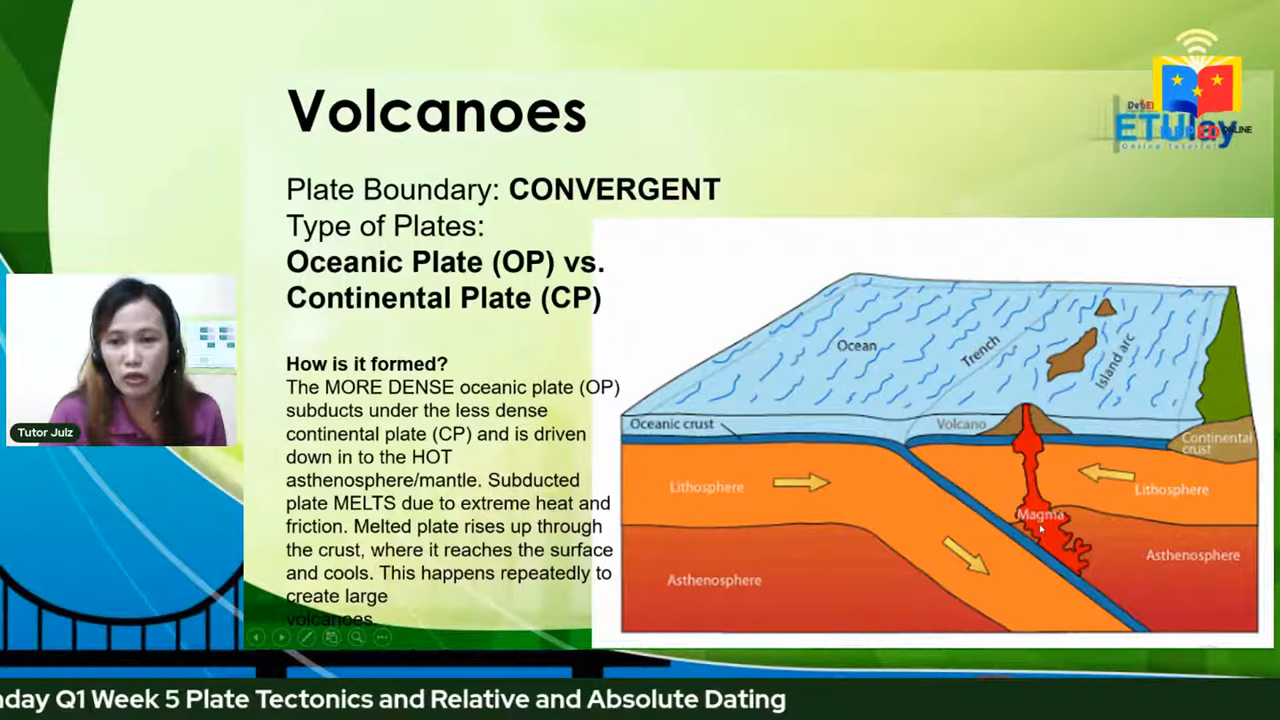 Volcanoes
Plate Boundary: CONVERGENT
Type of Plates:
Oceanic Plate (OP) vs.
Continental Plate (CP)
How is it formed?
The MORE DENSE oceanic plate (OP)
subducts under the less dense
continental plate (CP) and is driven
down in to the HOT
asthenosphere/mantle. Subducted
plate MELTS due to extreme heat and
friction. Melted plate rises up through
the crust, where it reaches the surface
and cools. This happens repeatedly to
create large
volcanoes.
Ocean
Trench
Island arc
Oceanic crust
Volcano
Continental
crust
Lithosphere
Lithosphere
Magma
Asthenosphere
Asthenosphere
Tutor Julz
ETUlay
ONLINE
day Q1 Week 5 Plate Tectonics and Relative and Absolute Dating